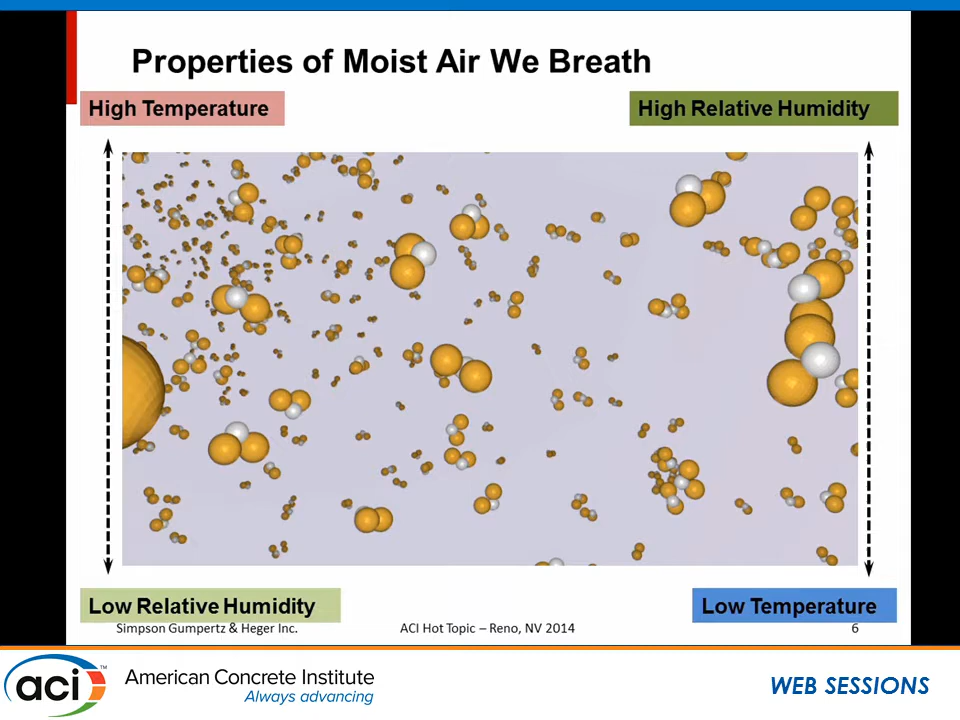 Properties of Moist Air We Breath
High Temperature
High Relative Humidity
Low Relative Humidity
Low Temperature
Simpson Gumpertz & Heger Inc.
ACI Hot Topic – Reno, NV 2014
6
aci™
American Concrete Institute
Always advancing
WEB SESSIONS